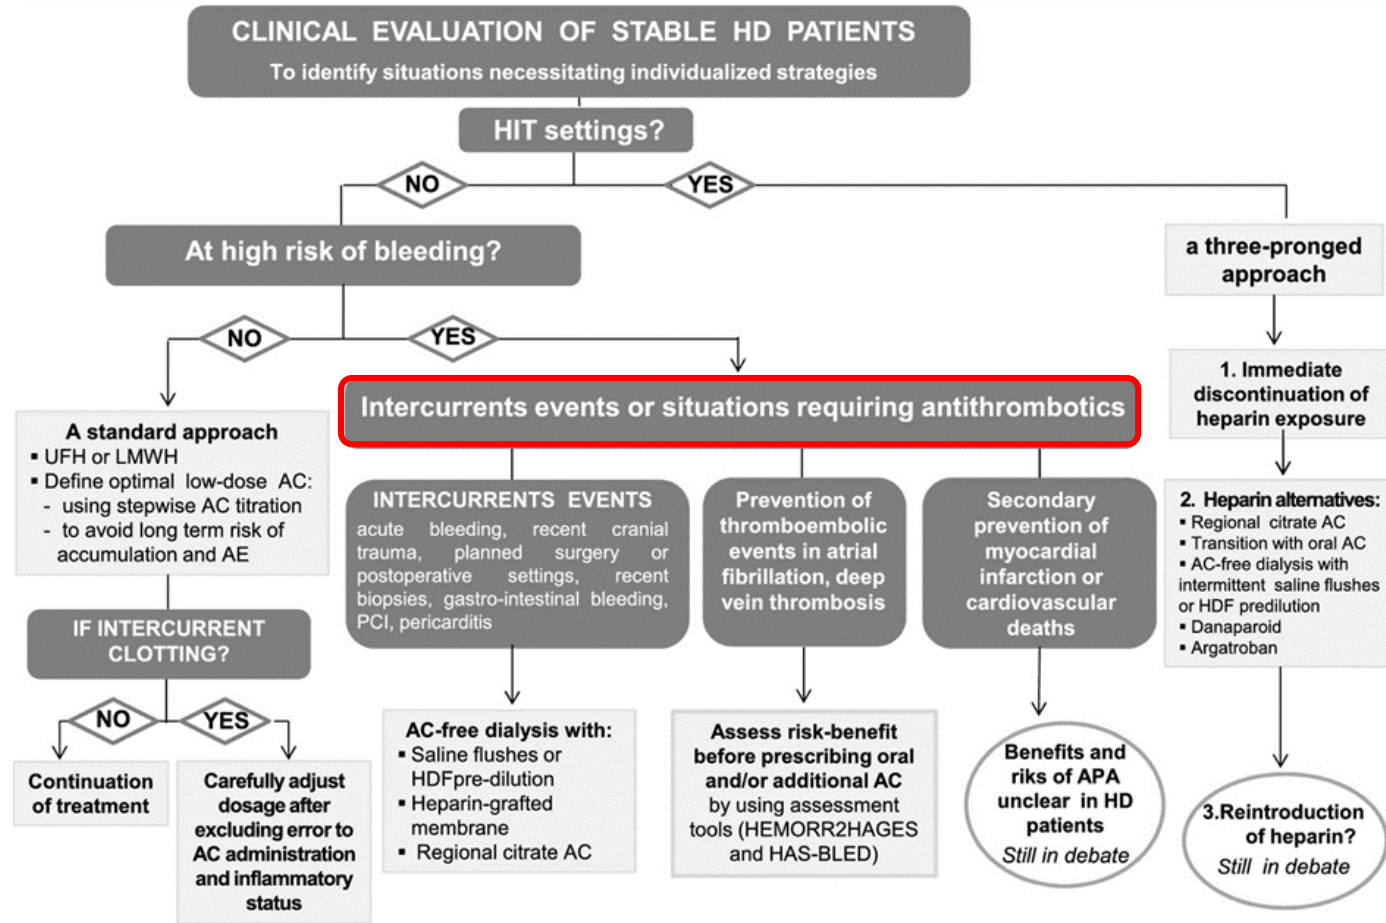 CLINICAL EVALUATION OF STABLE HD PATIENTS
To identify situations necessitating individualized strategies
HIT settings?
NO
YES
At high risk of bleeding?
a three-pronged
approach
NO
YES
Intercurrents events or situations requiring antithrombotics
1. Immediate
discontinuation of
heparin exposure
A standard approach
▪ UFH or LMWH
▪ Define optimal low-dose AC:
- using stepwise AC titration
- to avoid long term risk of
accumulation and AE
INTERCURRENTS EVENTS
acute bleeding, recent cranial
trauma, planned surgery or
postoperative settings, recent
biopsies, gastro-intestinal bleeding,
PCI, pericarditis
Prevention of
thromboembolic
events in atrial
fibrillation, deep
vein thrombosis
Secondary
prevention of
myocardial
infarction or
cardiovascular
deaths
2. Heparin alternatives:
▪ Regional citrate AC
▪ Transition with oral AC
▪ AC-free dialysis with
intermittent saline flushes
or HDF predilution
▪ Danaparoid
▪ Argatroban
IF INTERCURRENT
CLOTTING?
NO
YES
Continuation
of treatment
Carefully adjust
dosage after
excluding error to
AC administration
and inflammatory
status
AC-free dialysis with:
▪ Saline flushes or
HDFpre-dilution
▪ Heparin-grafted
membrane
▪ Regional citrate AC
Assess risk-benefit
before prescribing oral
and/or additional AC
by using assessment
tools (HEMORR2HAGES
and HAS-BLED)
Benefits and
riks of APA
unclear in HD
patients
Still in debate
3.Reintroduction
of heparin?
Still in debate